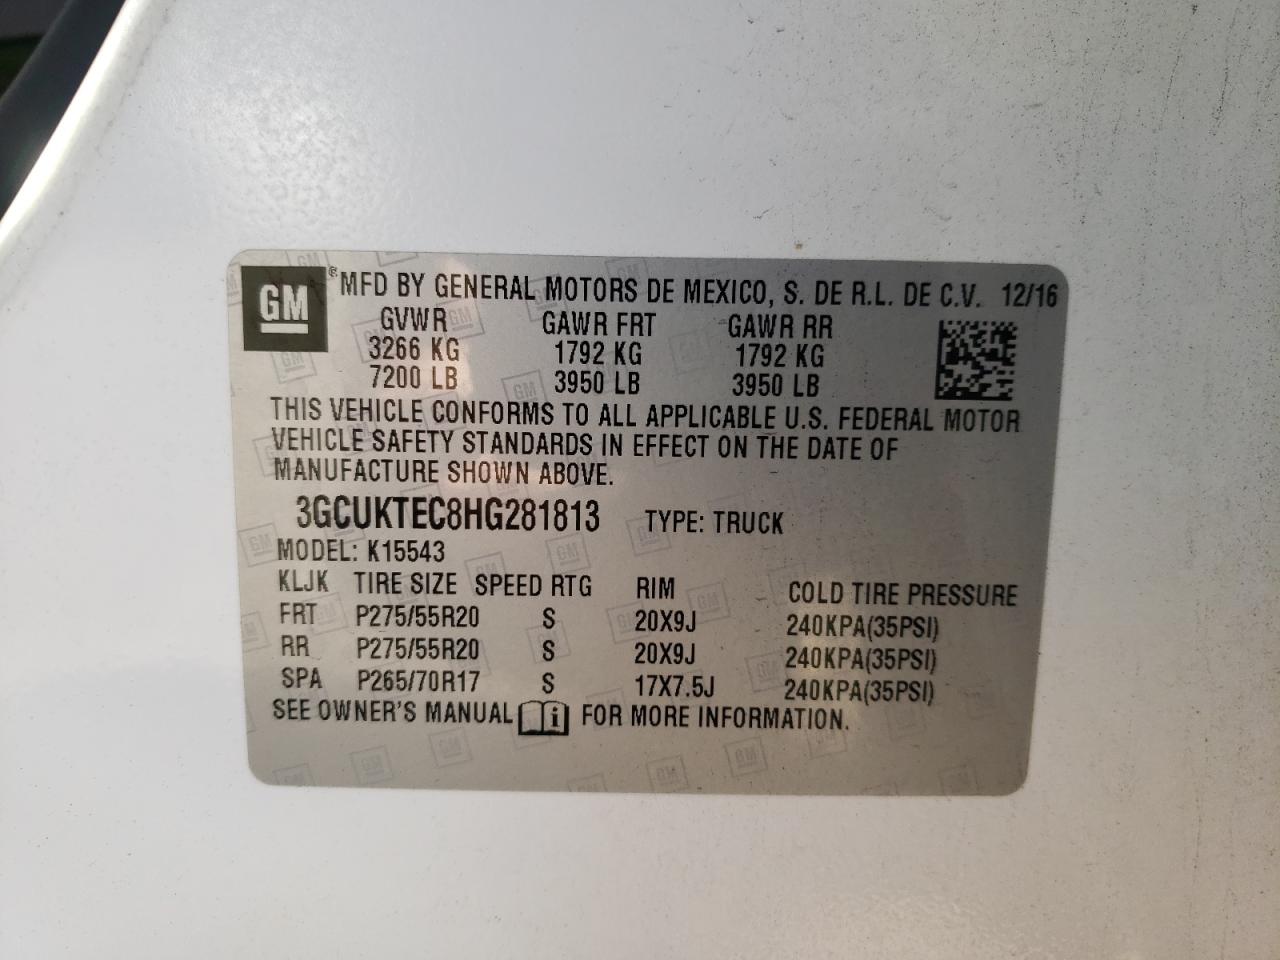 GM ® MFD BY GENERAL MOTORS DE MEXICO, S. DE R.L. DE C.V. 12/16
GVWR GAWR FRT GAWR RR
3266 KG 1792 KG 1792 KG
7200 LB 3950 LB 3950 LB
THIS VEHICLE CONFORMS TO ALL APPLICABLE U.S. FEDERAL MOTOR
VEHICLE SAFETY STANDARDS IN EFFECT ON THE DATE OF
MANUFACTURE SHOWN ABOVE.
3GCUKTEC8HG281813 TYPE: TRUCK
MODEL: K15543
KLJK TIRE SIZE SPEED RTG RIM COLD TIRE PRESSURE
FRT P275/55R20 S 20X9J 240KPA(35PSI)
RR P275/55R20 S 20X9J 240KPA(35PSI)
SPA P265/70R17 S 17X7.5J 240KPA(35PSI)
SEE OWNER'S MANUAL i FOR MORE INFORMATION.